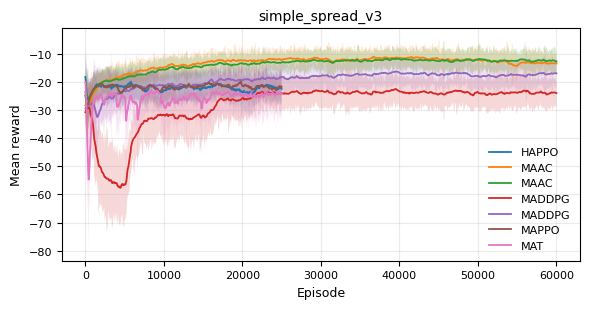 simple_spread_v3
Mean reward
−10
−20
−30
−40
−50
−60
−70
−80
0
10000
20000
30000
40000
50000
60000
Episode
HAPPO
MAAC
MAAC
MADDPG
MADDPG
MAPPO
MAT